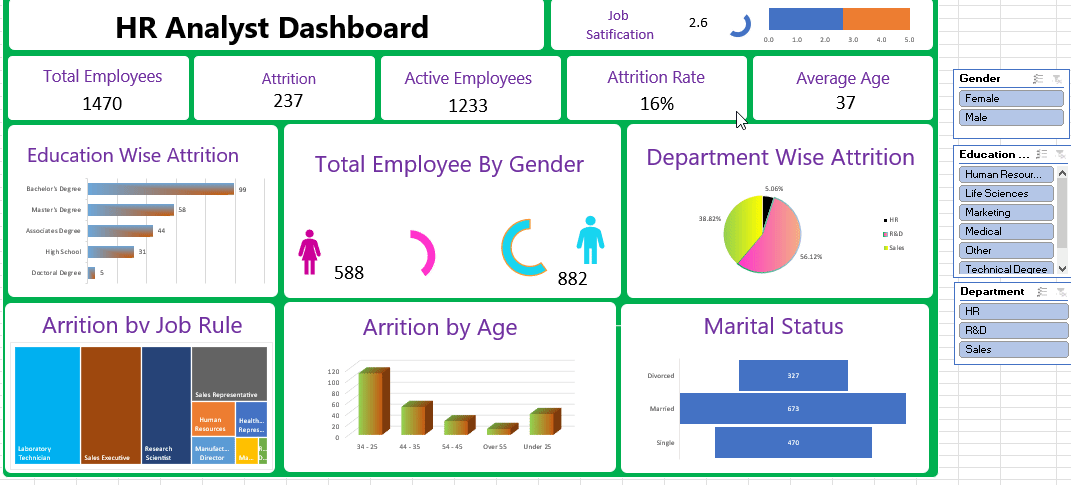 HR Analyst Dashboard
Job
Satification
2.6
0.0 1.0 2.0 3.0 4.0 5.0
Total Employees
1470
Attrition
237
Active Employees
1233
Attrition Rate
16%
Average Age
37
Gender
Female
Male
Education Wise Attrition
Bachelor's Degree 99
Master's Degree 58
Associates Degree 44
High School 31
Doctoral Degree 5
Total Employee By Gender
588
882
Department Wise Attrition
5.06%
38.82%
56.12%
HR
R&D
Sales
Education ...
Human Resour...
Life Sciences
Marketing
Medical
Other
Technical Degree
Department
HR
R&D
Sales
Arrition bv Job Rule
Laboratory
Technician
Sales Executive
Research
Scientist
Sales Representative
Human
Resources
Health...
Repres...
Manufact...
Director
Ma...
R...
D...
Arrition by Age
120
100
80
60
40
20
0
34 - 25 44 - 35 54 - 45 Over 55 Under 25
Marital Status
Divorced 327
Married 673
Single 470